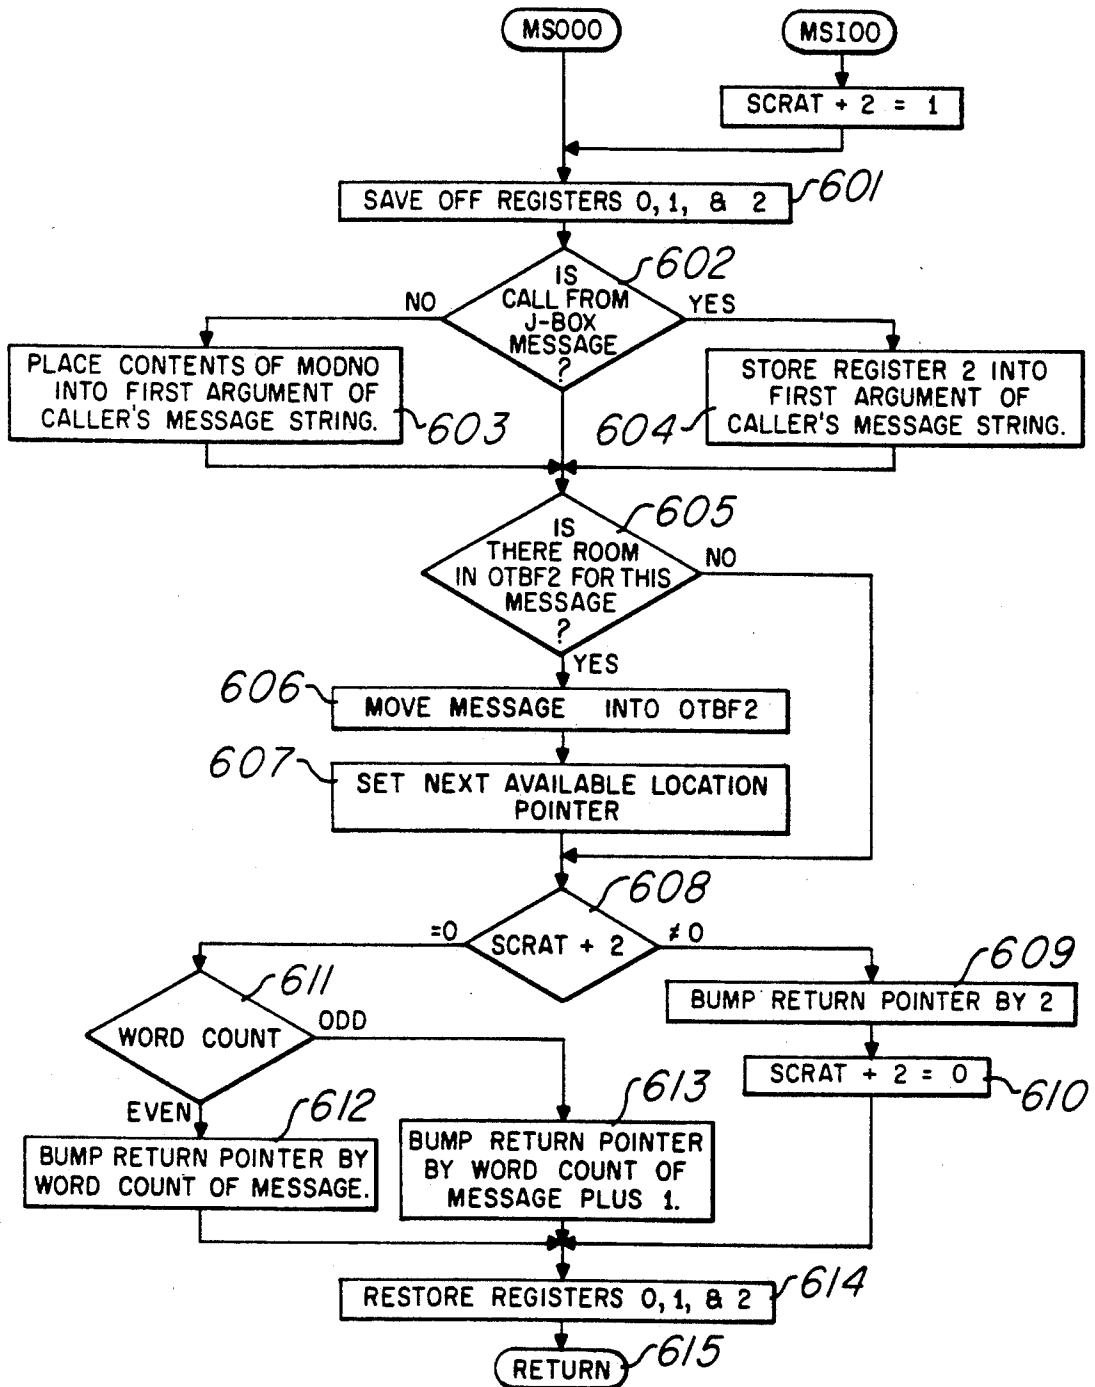 MSOOO
MSIOO
SCRAT + 2 = 1
SAVE OFF REGISTERS 0, 1, & 2
601
IS
CALL FROM
J-BOX
MESSAGE
?
602
NO
YES
PLACE CONTENTS OF MODNO
INTO FIRST ARGUMENT OF
CALLER'S MESSAGE STRING.
603
STORE REGISTER 2 INTO
FIRST ARGUMENT OF
CALLER'S MESSAGE STRING.
604
IS
THERE ROOM
IN OTBF2 FOR THIS
MESSAGE
?
605
NO
YES
606
MOVE MESSAGE INTO OTBF2
607
SET NEXT AVAILABLE LOCATION
POINTER
608
=0
SCRAT + 2
≠ 0
611
WORD COUNT
ODD
EVEN
609
BUMP RETURN POINTER BY 2
SCRAT + 2 = 0
610
612
BUMP RETURN POINTER BY
WORD COUNT OF MESSAGE.
613
BUMP RETURN POINTER
BY WORD COUNT OF
MESSAGE PLUS 1.
RESTORE REGISTERS 0, 1, & 2
614
RETURN
615